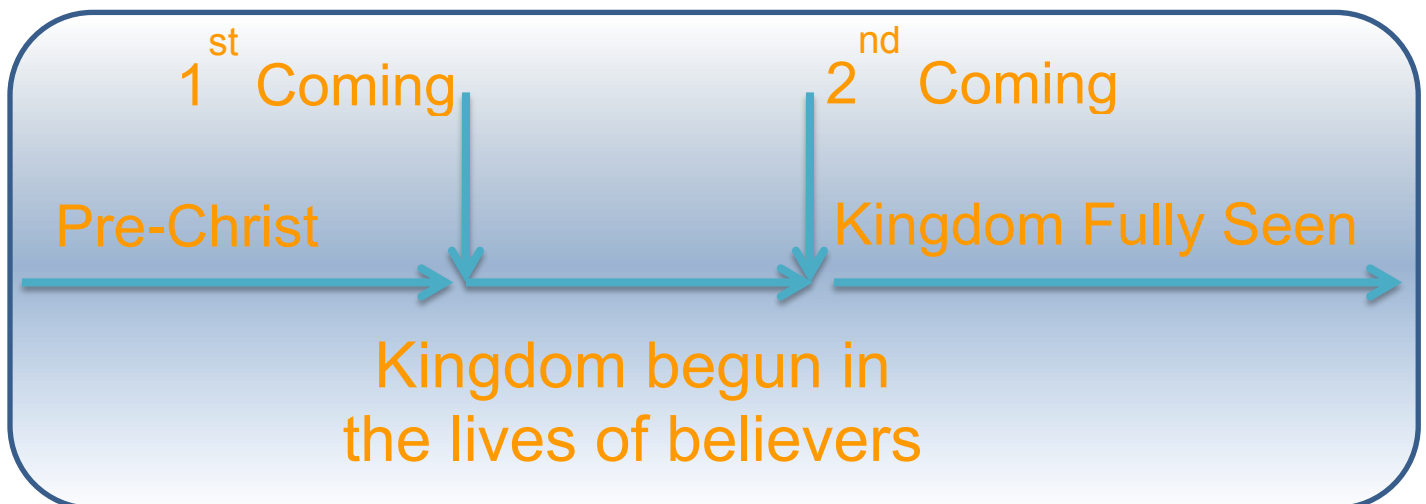 1st Coming
2nd Coming
Pre-Christ
Kingdom Fully Seen
Kingdom begun in
the lives of believers